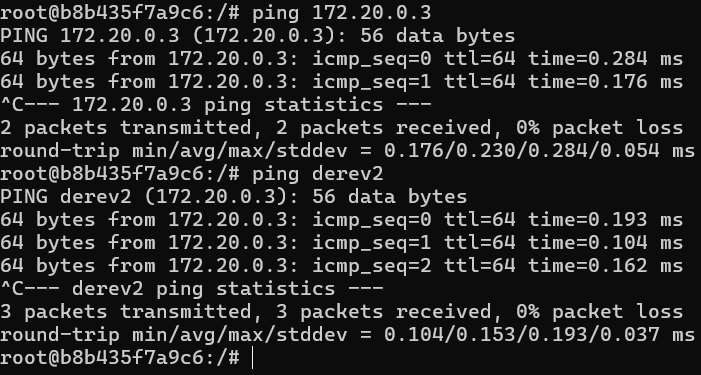 root@b8b435f7a9c6:/# ping 172.20.0.3
PING 172.20.0.3 (172.20.0.3): 56 data bytes
64 bytes from 172.20.0.3: icmp_seq=0 ttl=64 time=0.284 ms
64 bytes from 172.20.0.3: icmp_seq=1 ttl=64 time=0.176 ms
^C--- 172.20.0.3 ping statistics ---
2 packets transmitted, 2 packets received, 0% packet loss
round-trip min/avg/max/stddev = 0.176/0.230/0.284/0.054 ms
root@b8b435f7a9c6:/# ping derev2
PING derev2 (172.20.0.3): 56 data bytes
64 bytes from 172.20.0.3: icmp_seq=0 ttl=64 time=0.193 ms
64 bytes from 172.20.0.3: icmp_seq=1 ttl=64 time=0.104 ms
64 bytes from 172.20.0.3: icmp_seq=2 ttl=64 time=0.162 ms
^C--- derev2 ping statistics ---
3 packets transmitted, 3 packets received, 0% packet loss
round-trip min/avg/max/stddev = 0.104/0.153/0.193/0.037 ms
root@b8b435f7a9c6:/#